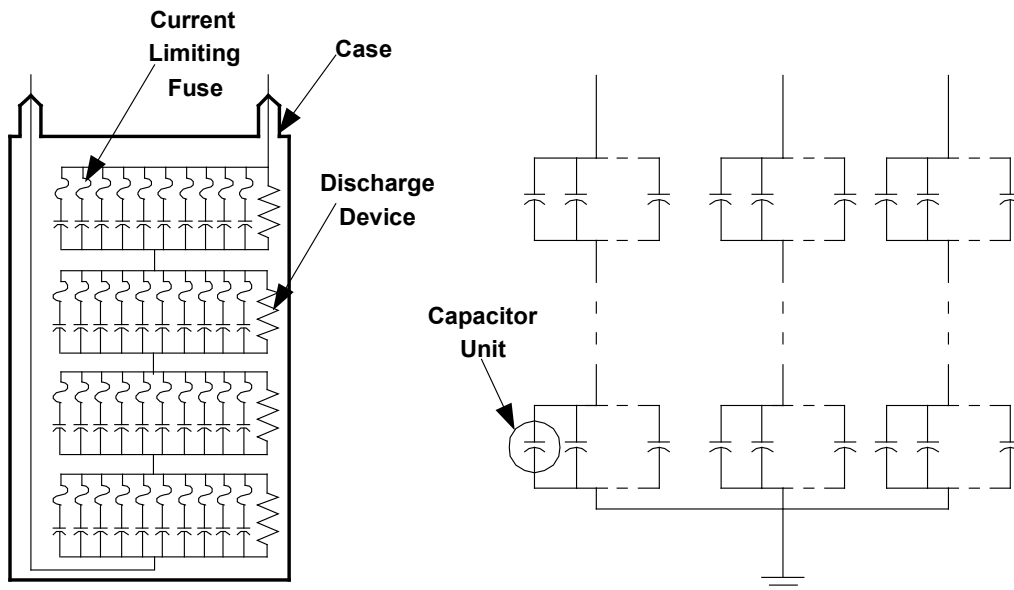 Current
Limiting
Fuse
Case
Discharge
Device
Capacitor
Unit